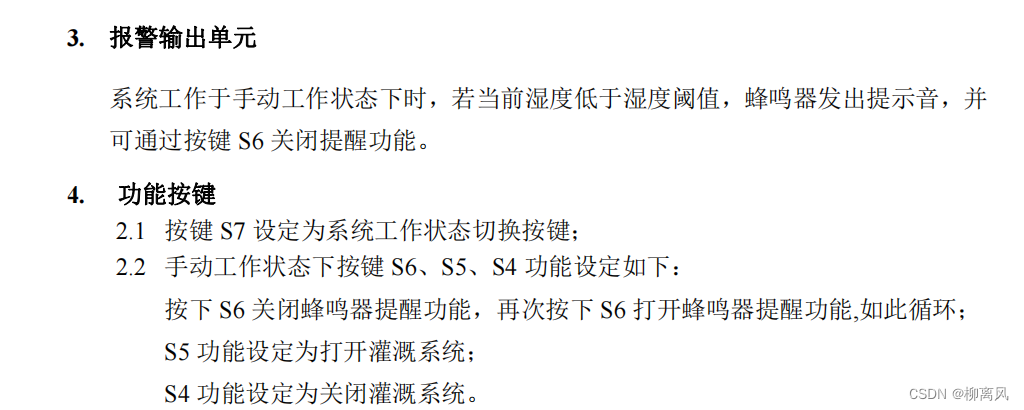 3. 报警输出单元
系统工作于手动工作状态下时，若当前湿度低于湿度阈值，蜂鸣器发出提示音，并
可通过按键 S6 关闭提醒功能。
4. 功能按键
2.1 按键 S7 设定为系统工作状态切换按键；
2.2 手动工作状态下按键 S6、S5、S4 功能设定如下：
按下 S6 关闭蜂鸣器提醒功能，再次按下 S6 打开蜂鸣器提醒功能,如此循环；
S5 功能设定为打开灌溉系统；
S4 功能设定为关闭灌溉系统。
CSDN @柳离风